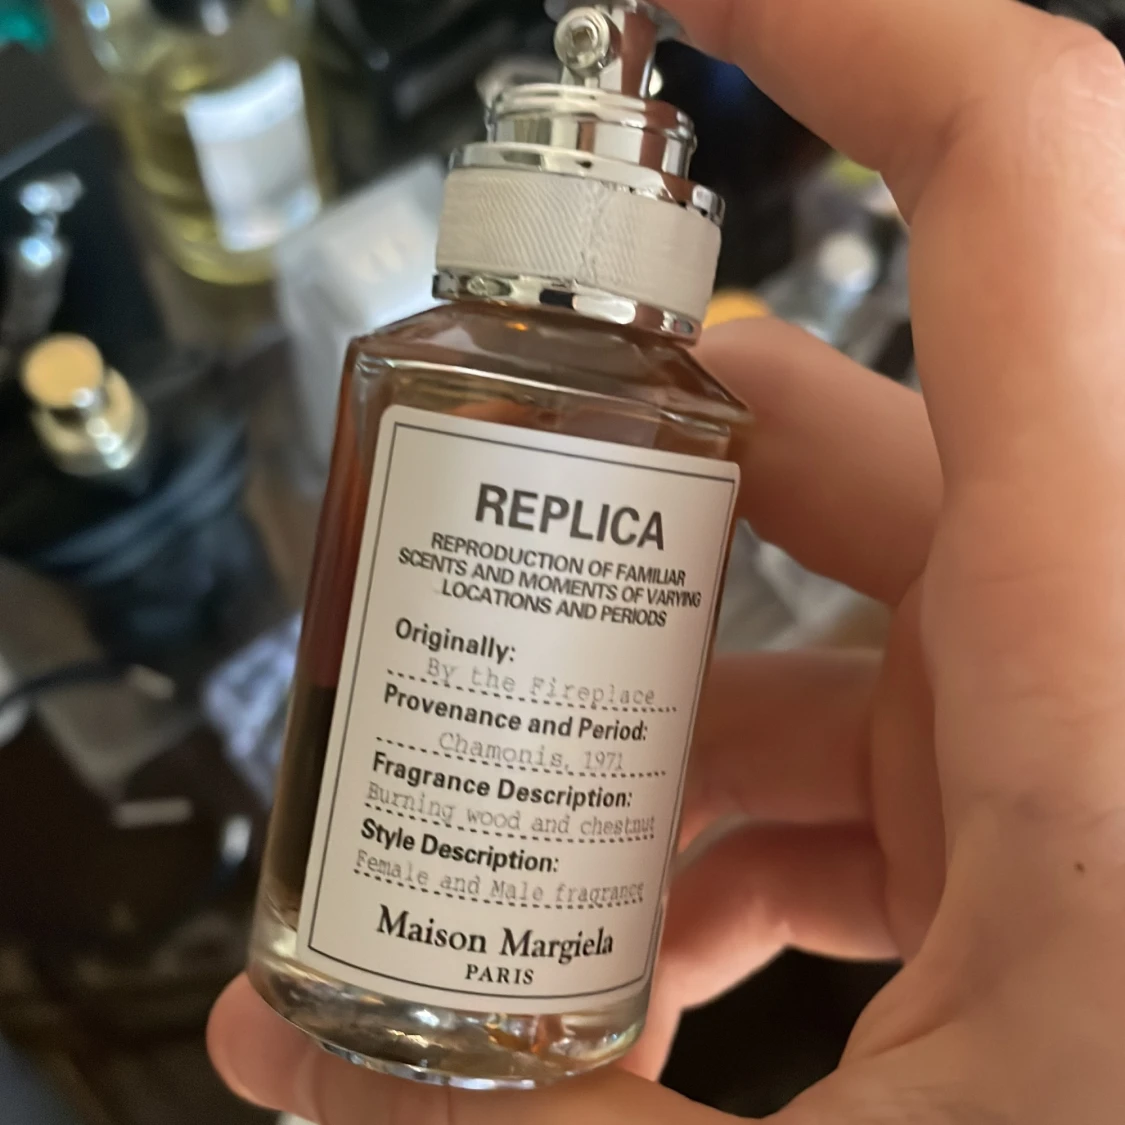 REPLICA
REPRODUCTION OF FAMILIAR
SCENTS AND MOMENTS OF VARYING
LOCATIONS AND PERIODS
Originally:
By the Fireplace
Provenance and Period:
Chamonis, 1971
Fragrance Description:
Burning wood and chestnut
Style Description:
Female and Male fragrance
Maison Margiela
PARIS